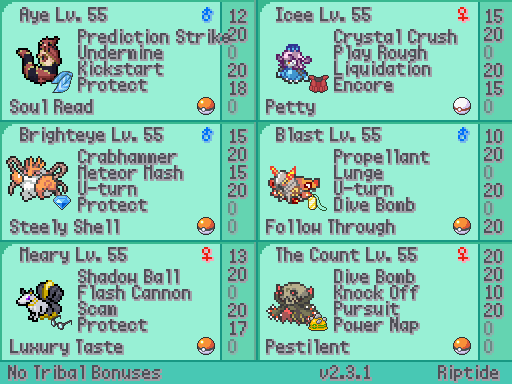 Aye Lv. 55 12
Prediction Strike 20
Undermine 0
Kickstart 20
Protect 18
Soul Read 0
Icee Lv. 55 15
Crystal Crush 20
Play Rough 0
Liquidation 20
Encore 15
Petty 0
Brighteye Lv. 55 15
Crabhammer 20
Meteor Mash 15
U-turn 20
Protect 0
Steely Shell 0
Blast Lv. 55 10
Propellant 20
Lunge 0
U-turn 20
Dive Bomb 0
Follow Through 20
Meary Lv. 55 13
Shadow Ball 20
Flash Cannon 0
Scam 20
Protect 17
Luxury Taste 0
The Count Lv. 55 20
Dive Bomb 20
Knock Off 10
Pursuit 20
Power Nap 0
Pestilent 0
No Tribal Bonuses v2.3.1 Riptide